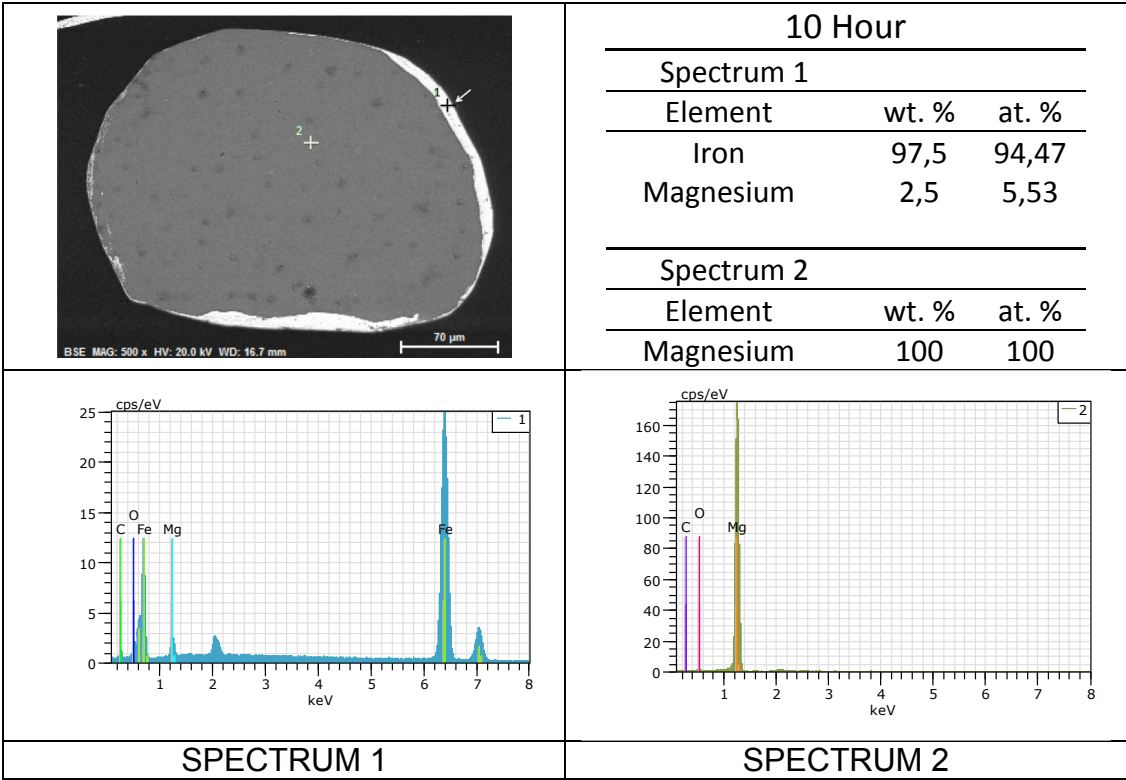 1
2
70 µm
BSE MAG: 500 x HV: 20.0 kV WD: 16.7 mm
10 Hour
Spectrum 1
Element wt. % at. %
Iron 97,5 94,47
Magnesium 2,5 5,53
Spectrum 2
Element wt. % at. %
Magnesium 100 100
cps/eV
1
25
20
15
10
5
0
C O Fe Mg Fe
1 2 3 4 5 6 7 8
keV
cps/eV
2
160
140
120
100
80
60
40
20
0
C O Mg
1 2 3 4 5 6 7 8
keV
SPECTRUM 1
SPECTRUM 2